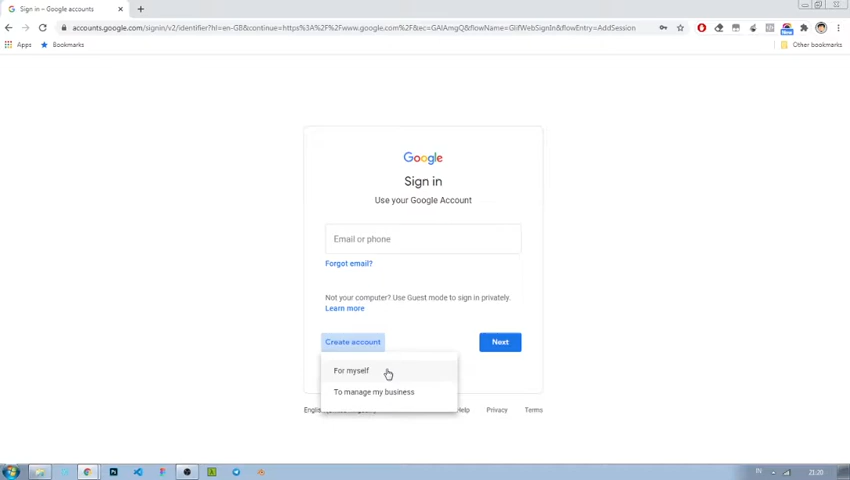 Sign in – Google accounts
accounts.google.com/signin/v2/identifier?hl=en-GB&continue=https%3A%2F%2Fwww.google.com%2F&ec=GAlAmgQ&flowName=GlifWebSignIn&flowEntry=AddSession
New
Apps
Bookmarks
Other bookmarks
Google
Sign in
Use your Google Account
Email or phone
Forgot email?
Not your computer? Use Guest mode to sign in privately.
Learn more
Create account
Next
For myself
To manage my business
Help
Privacy
Terms
IN
21:20